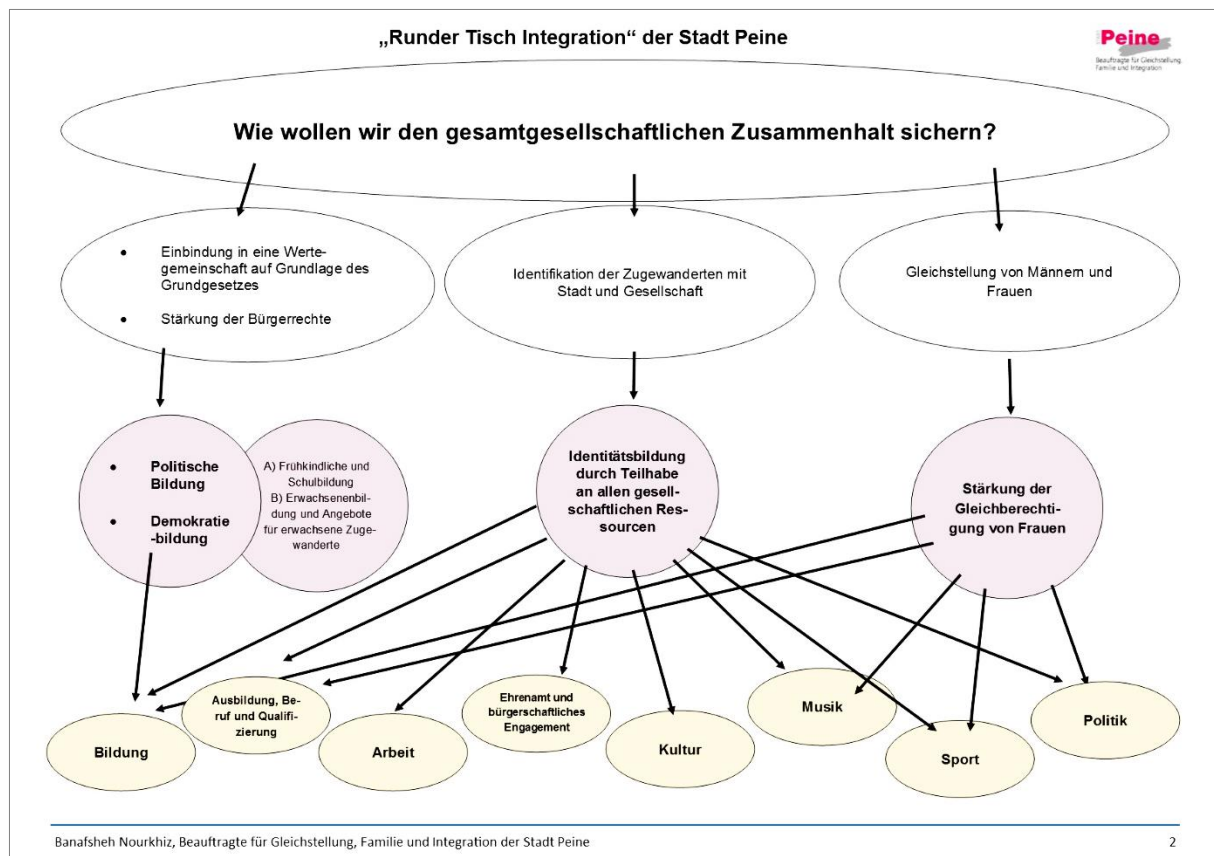 „Runder Tisch Integration“ der Stadt Peine
Peine
Beauftragte für Gleichstellung
Familie und Integration
Wie wollen wir den gesamtgesellschaftlichen Zusammenhalt sichern?
• Einbindung in eine Werte-
gemeinschaft auf Grundlage des
Grundgesetzes
• Stärkung der Bürgerrechte
Identifikation der Zugewanderten mit
Stadt und Gesellschaft
Gleichstellung von Männern und
Frauen
• Politische
Bildung
• Demokratie
-bildung
A) Frühkindliche und
Schulbildung
B) Erwachsenenbil-
dung und Angebote
für erwachsene Zuge-
wanderte
Identitätsbildung
durch Teilhabe
an allen gesell-
schaftlichen Res-
sourcen
Stärkung der
Gleichberechti-
gung von Frauen
Bildung
Ausbildung, Be-
ruf und Qualifi-
zierung
Arbeit
Ehrenamt und
bürgerschaftliches
Engagement
Kultur
Musik
Sport
Politik
Banafsheh Nourkhiz, Beauftragte für Gleichstellung, Familie und Integration der Stadt Peine
2